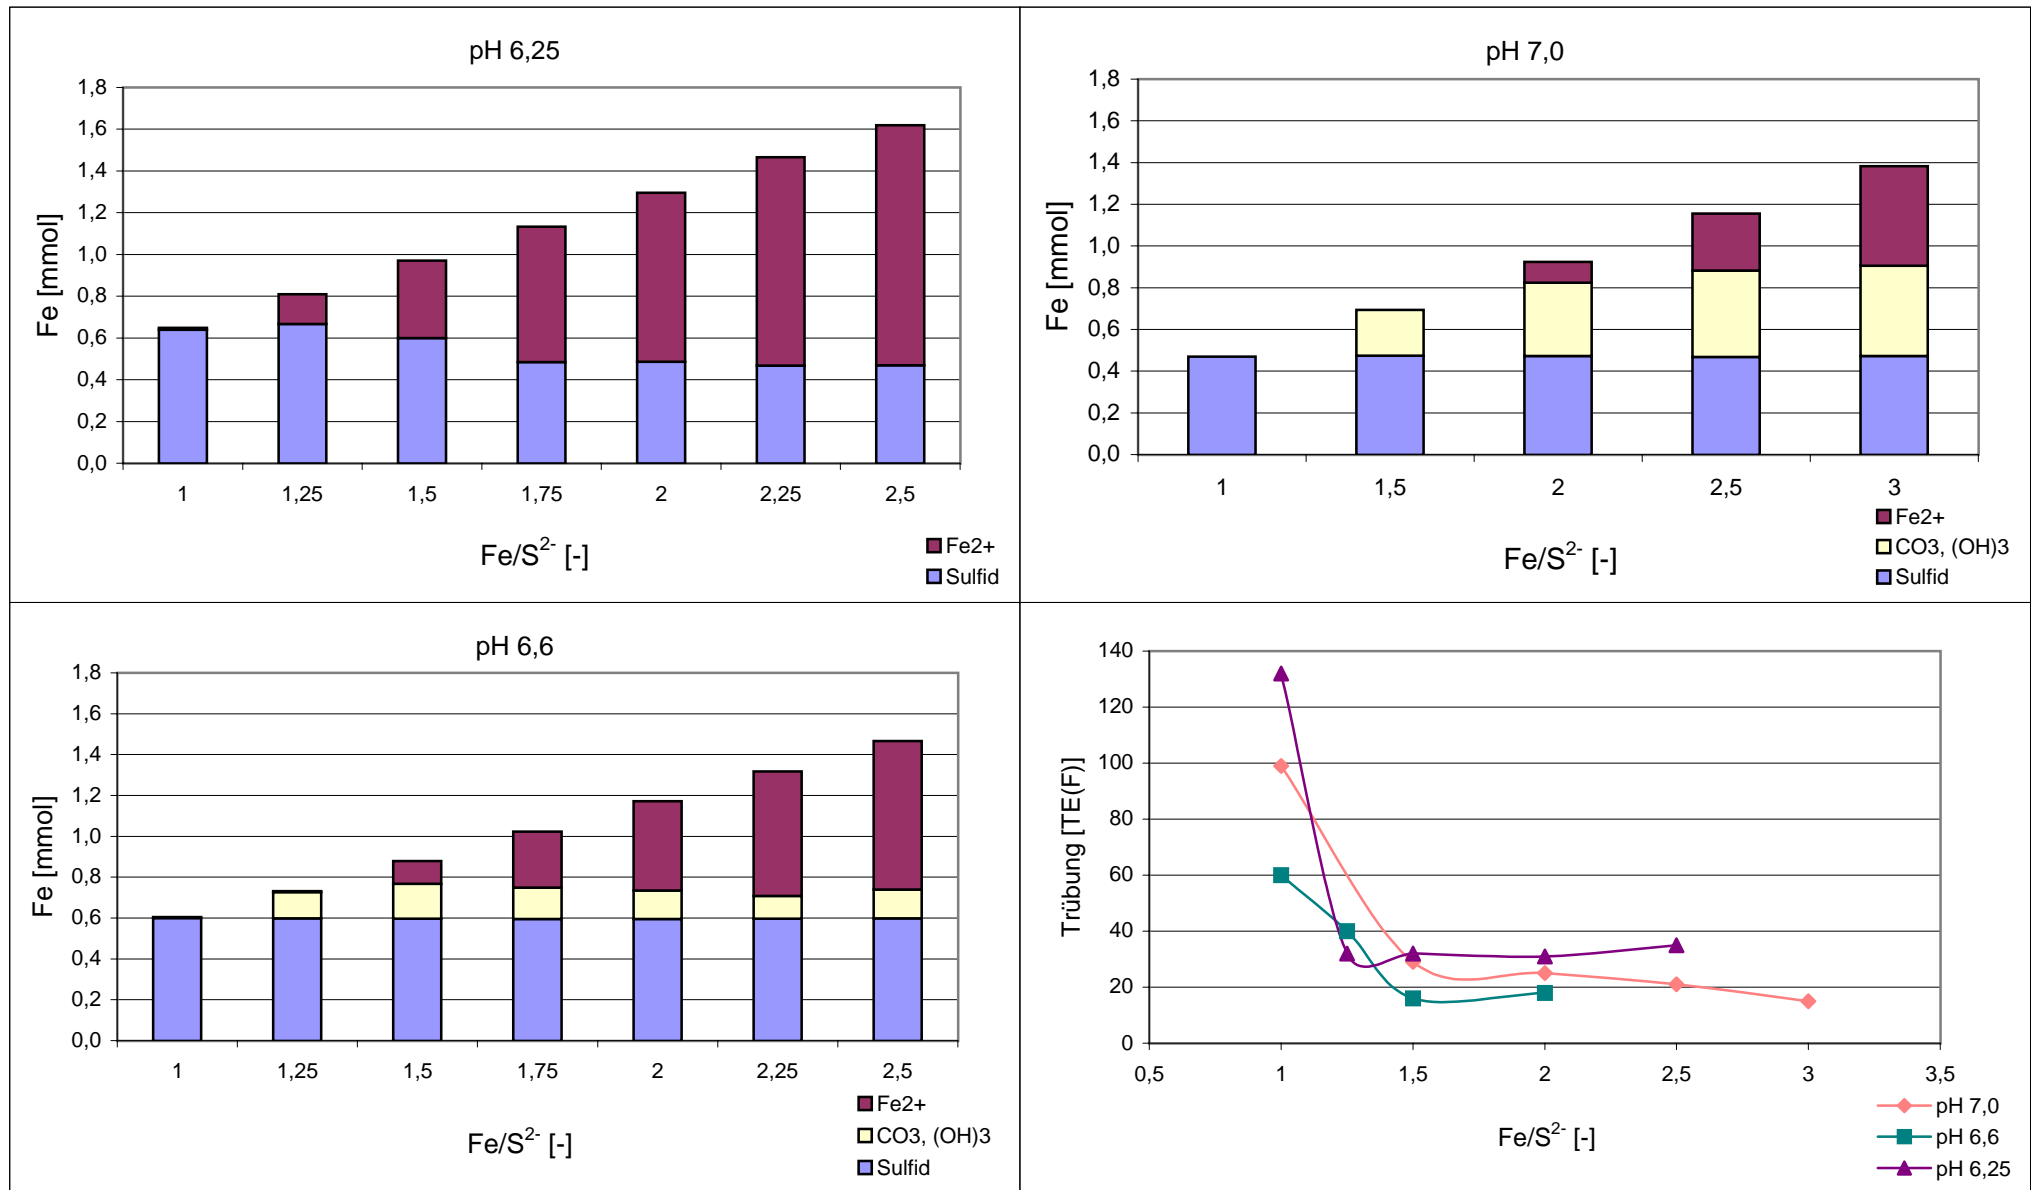 pH 6,25
1,8
1,6
1,4
1,2
1,0
0,8
0,6
0,4
0,2
0,0
Fe [mmol]
1 1,25 1,5 1,75 2 2,25 2,5
Fe/S2- [-]
Fe2+
Sulfid
pH 7,0
1,8
1,6
1,4
1,2
1,0
0,8
0,6
0,4
0,2
0,0
Fe [mmol]
1 1,5 2 2,5 3
Fe/S2- [-]
Fe2+
CO3, (OH)3
Sulfid
pH 6,6
1,8
1,6
1,4
1,2
1,0
0,8
0,6
0,4
0,2
0,0
Fe [mmol]
1 1,25 1,5 1,75 2 2,25 2,5
Fe/S2- [-]
Fe2+
CO3, (OH)3
Sulfid
140
120
100
80
60
40
20
0
Trübung [TE(F)]
0,5 1 1,5 2 2,5 3 3,5
Fe/S2- [-]
pH 7,0
pH 6,6
pH 6,25